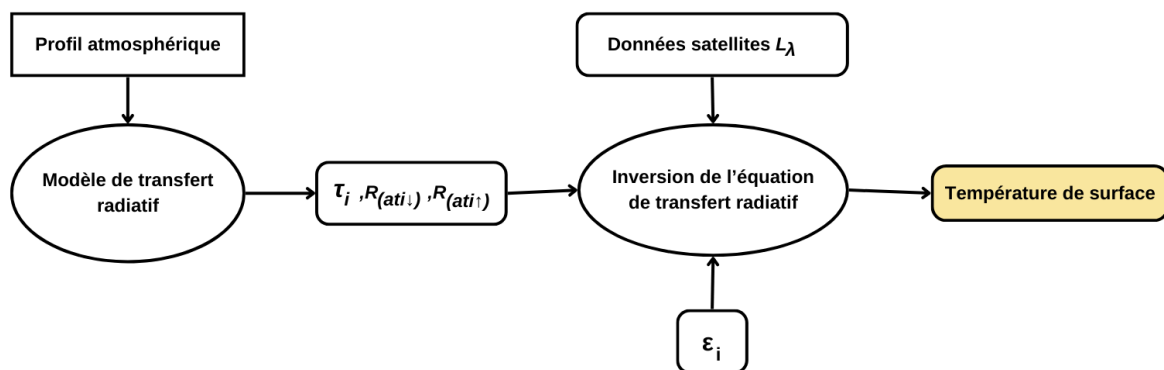 Profil atmosphérique
Données satellites Lλ
Modèle de transfert
radiatif
τi ,R(ati↓) ,R(ati↑)
Inversion de l’équation
de transfert radiatif
Température de surface
εi